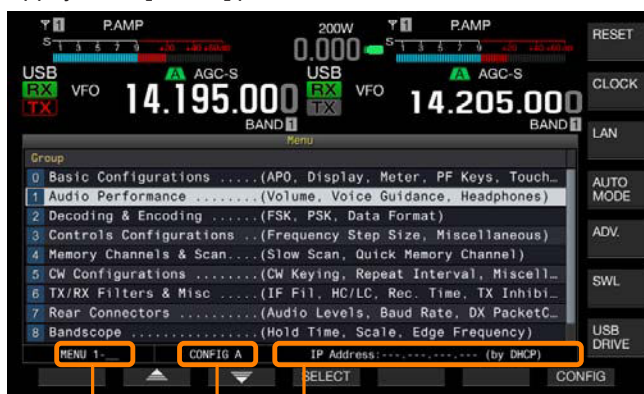 1 P.AMP 200W 1 P.AMP
S 1 3 5 7 9 +20 +40 +60dB 0.000 S 1 3 5 7 9 +20 +40 +60dB
USB A AGC-S USB A AGC-S
RX VFO 14.195.000 RX VFO 14.205.000
TX TX
BAND 1 BAND 1
Menu
Group
0 Basic Configurations .....(APO, Display, Meter, PF Keys, Touch…
1 Audio Performance ........(Volume, Voice Guidance, Headphones)
2 Decoding & Encoding ......(FSK, PSK, Data Format)
3 Controls Configurations ..(Frequency Step Size, Miscellaneous)
4 Memory Channels & Scan....(Slow Scan, Quick Memory Channel)
5 CW Configurations ........(CW Keying, Repeat Interval, Miscell…
6 TX/RX Filters & Misc .....(IF Fil, HC/LC, Rec. Time, TX Inhibi…
7 Rear Connectors ..........(Audio Levels, Baud Rate, DX PacketC…
8 Bandscope ................(Hold Time, Scale, Edge Frequency)
MENU 1-__ CONFIG A IP Address:---.---.---.--- (by DHCP)
SELECT CONFIG
RESET
CLOCK
LAN
AUTO
MODE
ADV.
SWL
USB
DRIVE